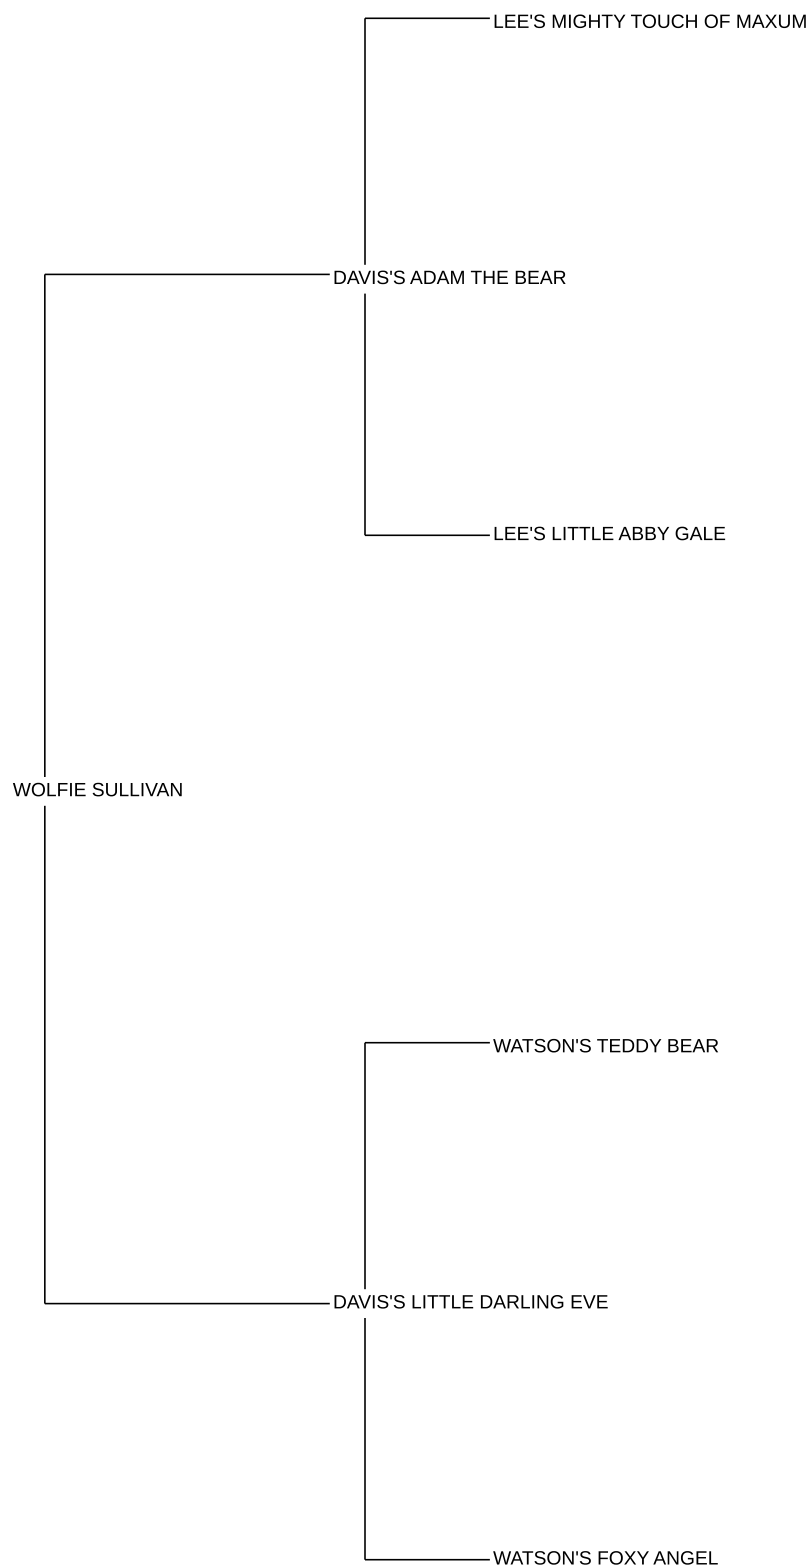 LEE'S MIGHTY TOUCH OF MAXUM
DAVIS'S ADAM THE BEAR
LEE'S LITTLE ABBY GALE
WOLFIE SULLIVAN
WATSON'S TEDDY BEAR
DAVIS'S LITTLE DARLING EVE
WATSON'S FOXY ANGEL